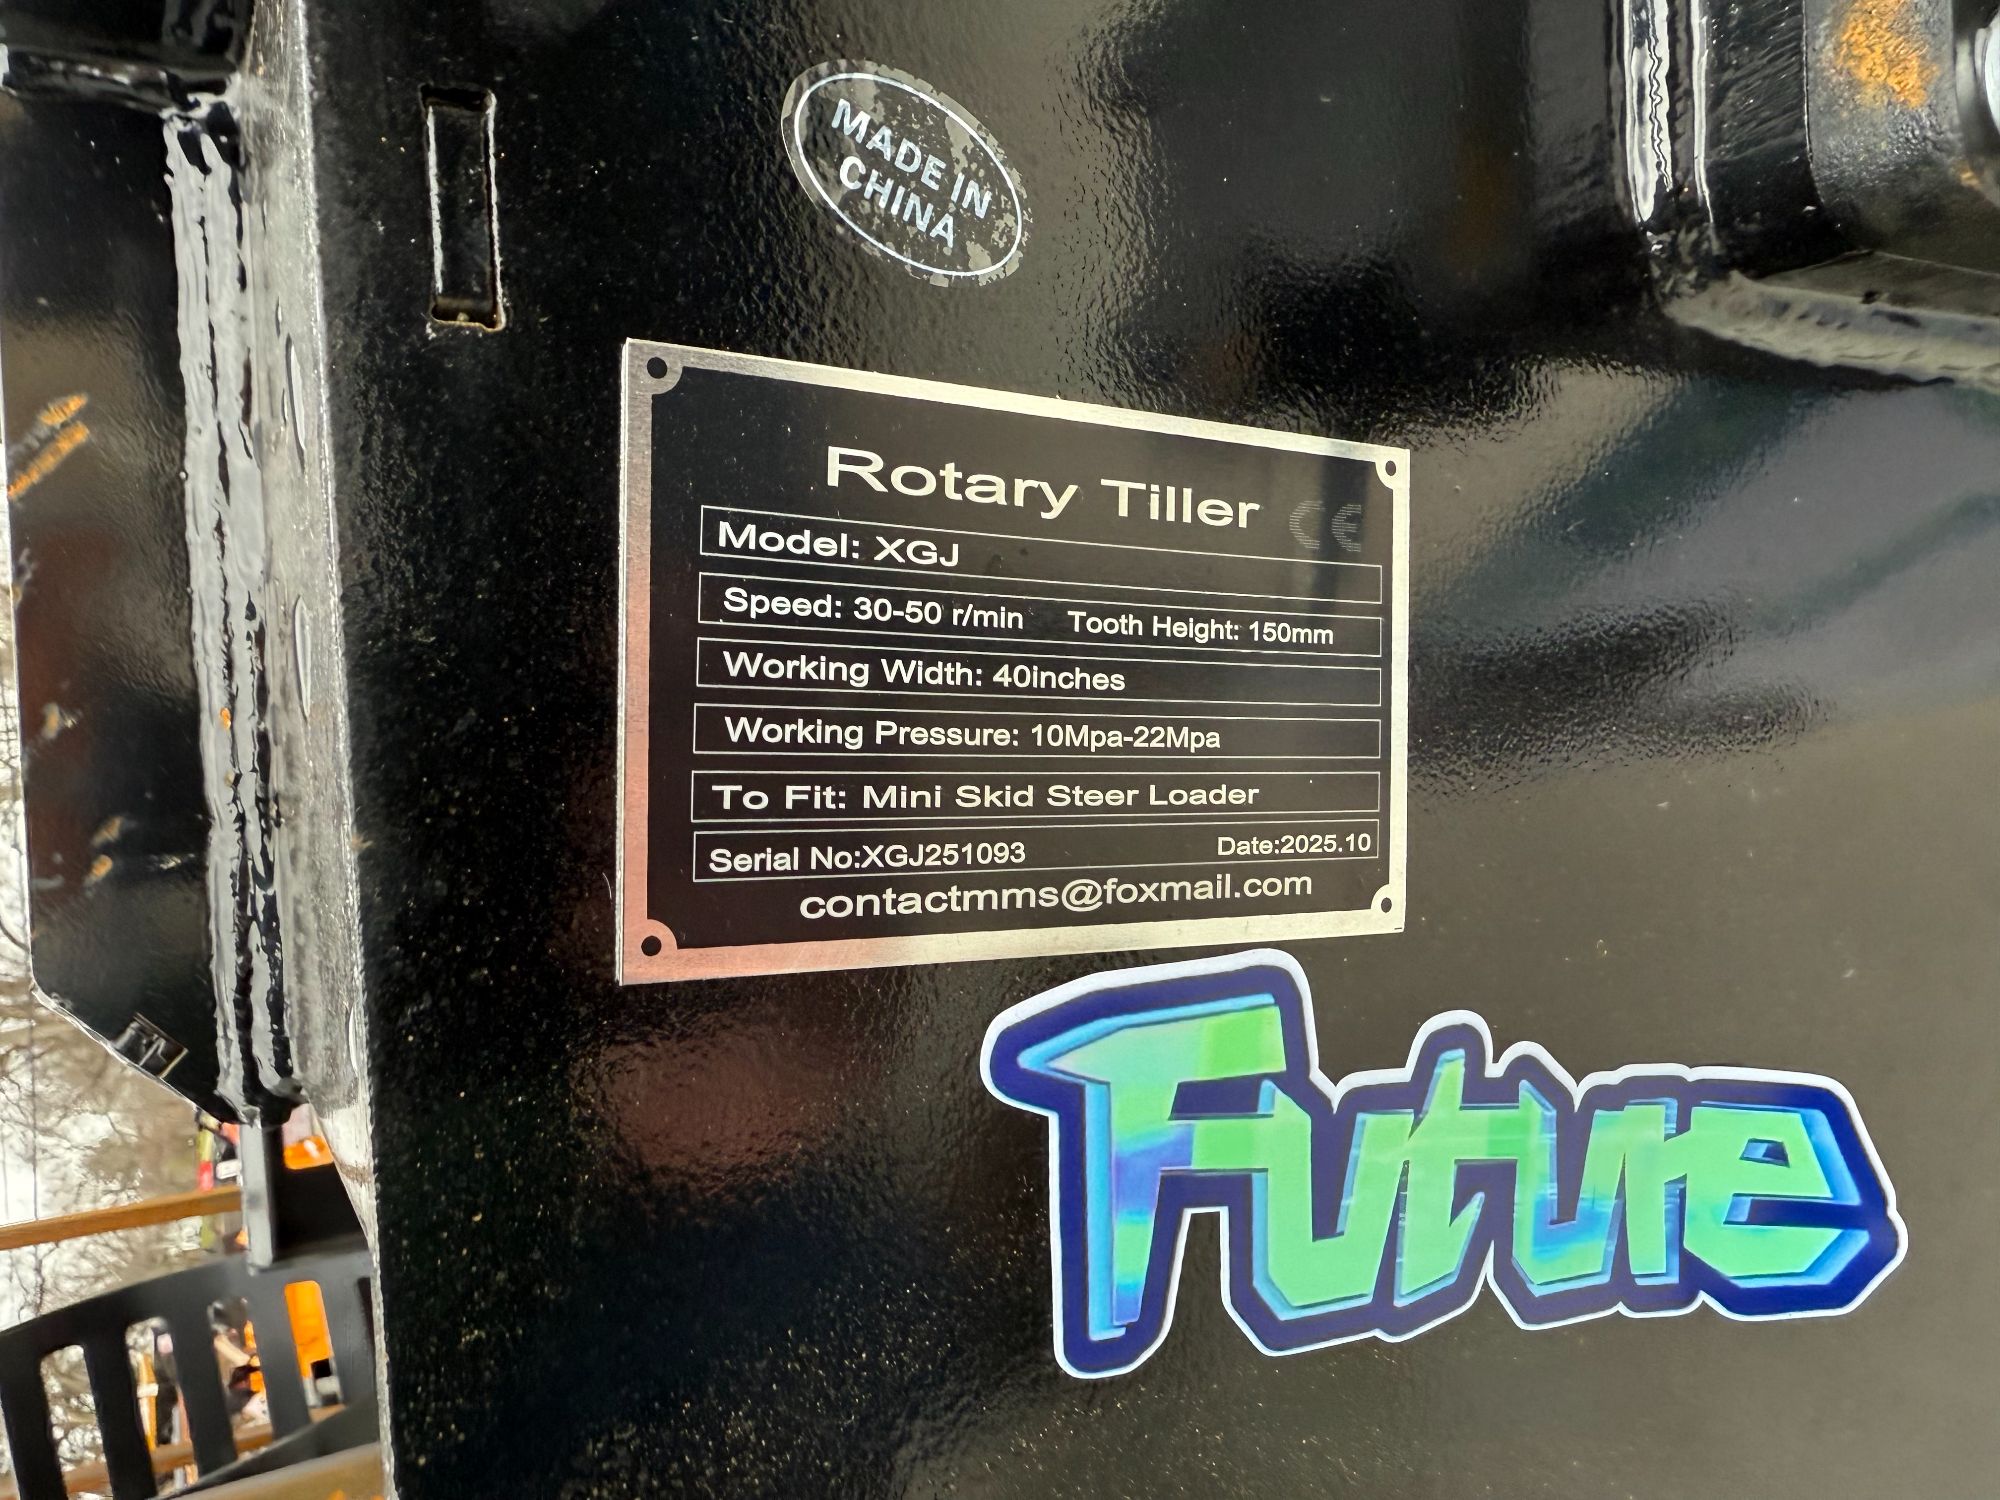 MADE IN
CHINA
Rotary Tiller CE
Model: XGJ
Speed: 30-50 r/min Tooth Height: 150mm
Working Width: 40inches
Working Pressure: 10Mpa-22Mpa
To Fit: Mini Skid Steer Loader
Serial No:XGJ251093 Date:2025.10
contactmms@foxmail.com
Future